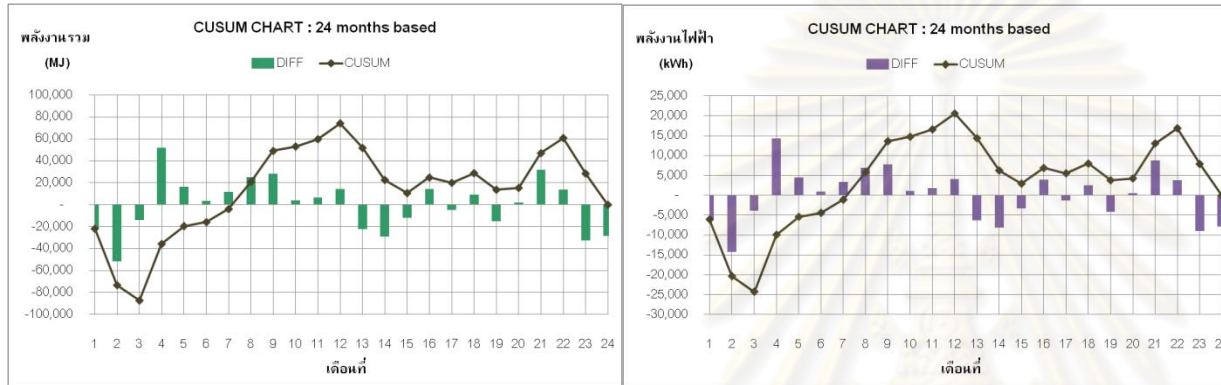 CUSUM CHART : 24 months based
พลังงานรวม
(MJ)
DIFF
CUSUM
100,000
80,000
60,000
40,000
20,000
-
-20,000
-40,000
-60,000
-80,000
-100,000
1 2 3 4 5 6 7 8 9 10 11 12 13 14 15 16 17 18 19 20 21 22 23 24
เดือนที่
CUSUM CHART : 24 months based
พลังงานไฟฟ้า
(kWh)
DIFF
CUSUM
25,000
20,000
15,000
10,000
5,000
-
-5,000
-10,000
-15,000
-20,000
-25,000
-30,000
1 2 3 4 5 6 7 8 9 10 11 12 13 14 15 16 17 18 19 20 21 22 23
เดือนที่